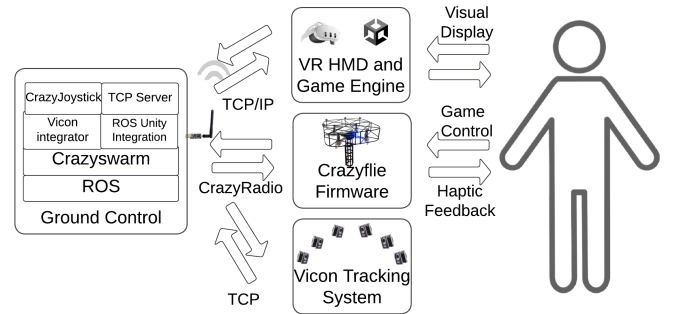 CrazyJoystick
TCP Server
Vicon
integrator
ROS Unity
Integration
Crazyswarm
ROS
Ground Control
TCP/IP
CrazyRadio
TCP
VR HMD and
Game Engine
Crazyflie
Firmware
Vicon Tracking
System
Visual
Display
Game
Control
Haptic
Feedback